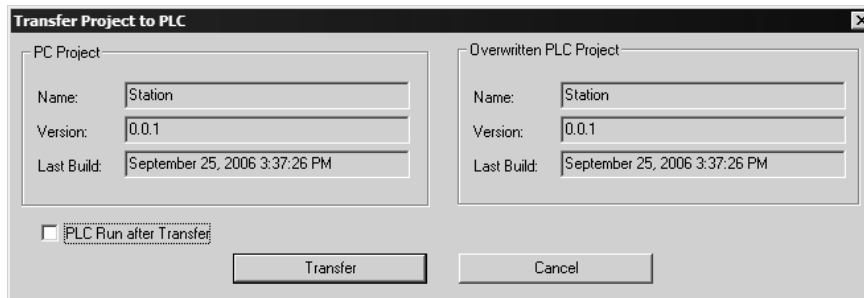 Transfer Project to PLC
PC Project
Name: Station
Version: 0.0.1
Last Build: September 25, 2006 3:37:26 PM
Overwritten PLC Project
Name: Station
Version: 0.0.1
Last Build: September 25, 2006 3:37:26 PM
PLC Run after Transfer
Transfer
Cancel